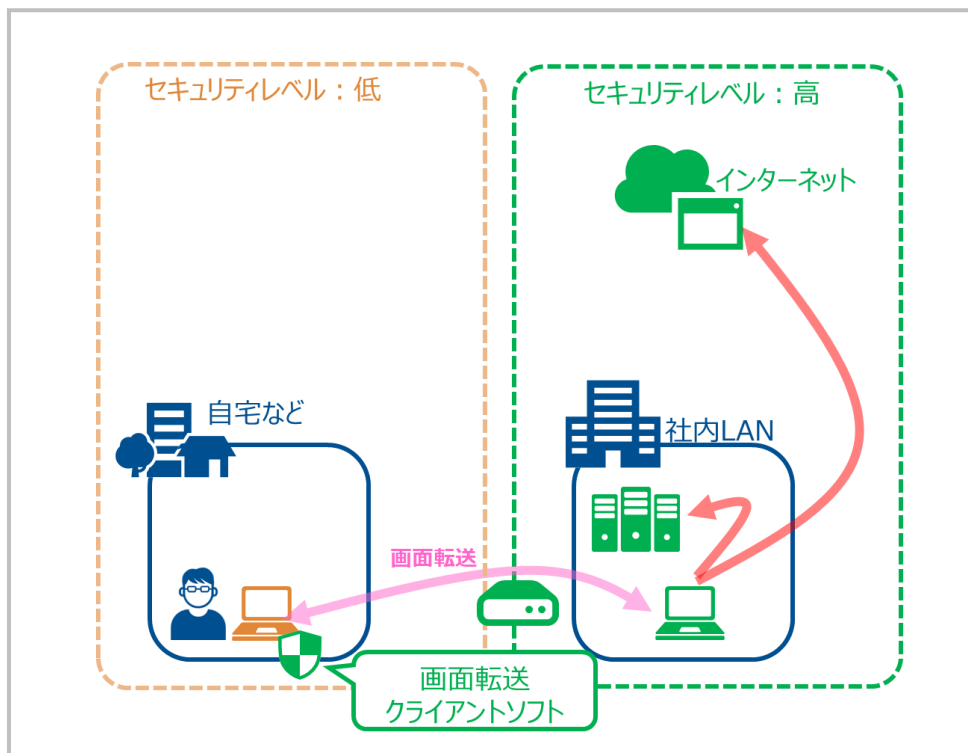 セキュリティレベル：低
セキュリティレベル：高
インターネット
自宅など
社内LAN
画面転送
画面転送
クライアントソフト